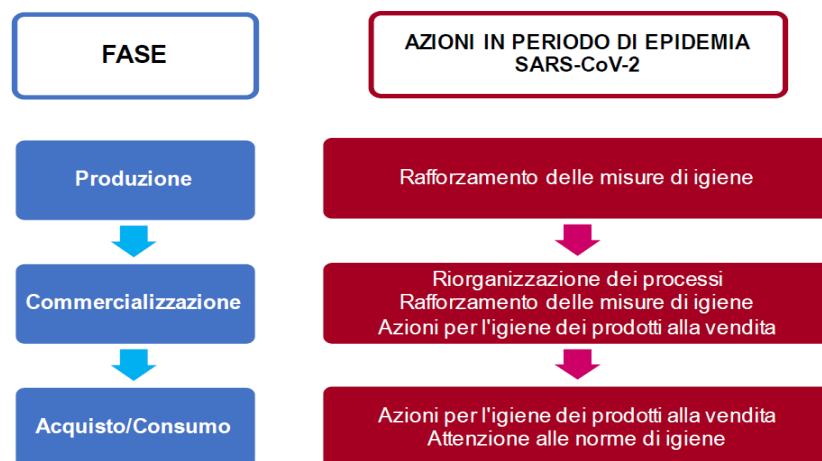 FASE
AZIONI IN PERIODO DI EPIDEMIA
SARS-CoV-2
Produzione
Rafforzamento delle misure di igiene
Commercializzazione
Riorganizzazione dei processi
Rafforzamento delle misure di igiene
Azioni per l'igiene dei prodotti alla vendita
Acquisto/Consumo
Azioni per l'igiene dei prodotti alla vendita
Attenzione alle norme di igiene